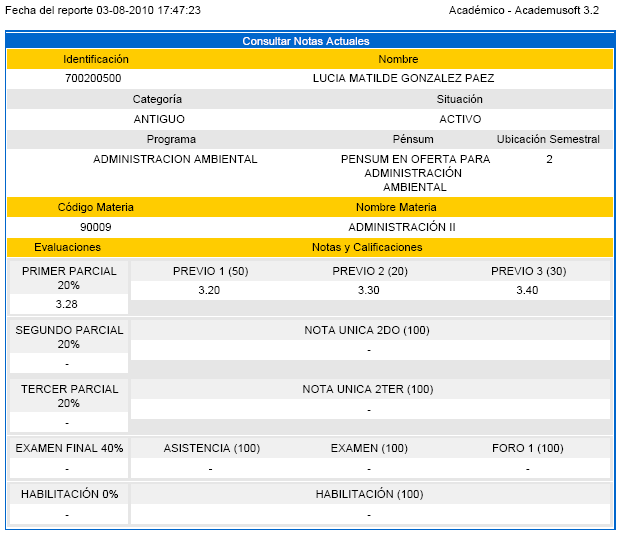 Fecha del reporte 03-08-2010 17:47:23 Académico - Academusoft 3.2
Consultar Notas Actuales
Identificación Nombre
700200500 LUCIA MATILDE GONZALEZ PAEZ
Categoría Situación
ANTIGUO ACTIVO
Programa Pénsum Ubicación Semestral
ADMINISTRACION AMBIENTAL PENSUM EN OFERTA PARA 2
ADMINISTRACIÓN
AMBIENTAL
Código Materia Nombre Materia
90009 ADMINISTRACIÓN II
Evaluaciones Notas y Calificaciones
PRIMER PARCIAL PREVIO 1 (50) PREVIO 2 (20) PREVIO 3 (30)
20%
3.20 3.30 3.40
3.28
SEGUNDO PARCIAL NOTA UNICA 2DO (100)
20%
-
-
TERCER PARCIAL NOTA UNICA 2TER (100)
20%
-
-
EXAMEN FINAL 40% ASISTENCIA (100) EXAMEN (100) FORO 1 (100)
- - - -
HABILITACIÓN 0% HABILITACIÓN (100)
- -